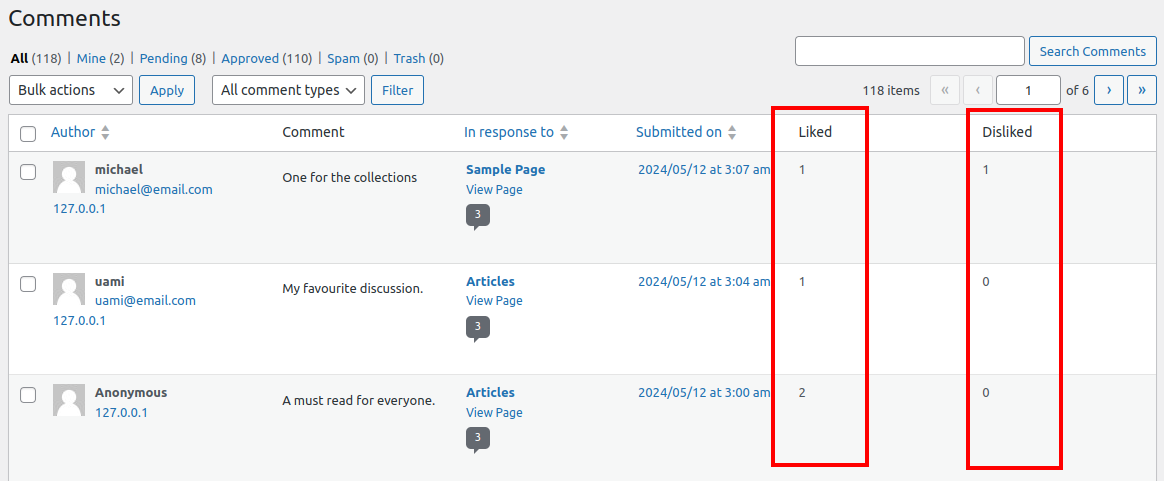 Comments
All (118) | Mine (2) | Pending (8) | Approved (110) | Spam (0) | Trash (0)
Search Comments
Bulk actions Apply All comment types Filter 118 items « ‹ 1 of 6 › »
Author Comment In response to Submitted on Liked Disliked
michael One for the collections Sample Page 2024/05/12 at 3:07 am 1 1
michael@email.com View Page
127.0.0.1 3
uami My favourite discussion. Articles 2024/05/12 at 3:04 am 1 0
uami@email.com View Page
127.0.0.1 3
Anonymous A must read for everyone. Articles 2024/05/12 at 3:00 am 2 0
127.0.0.1 View Page
3